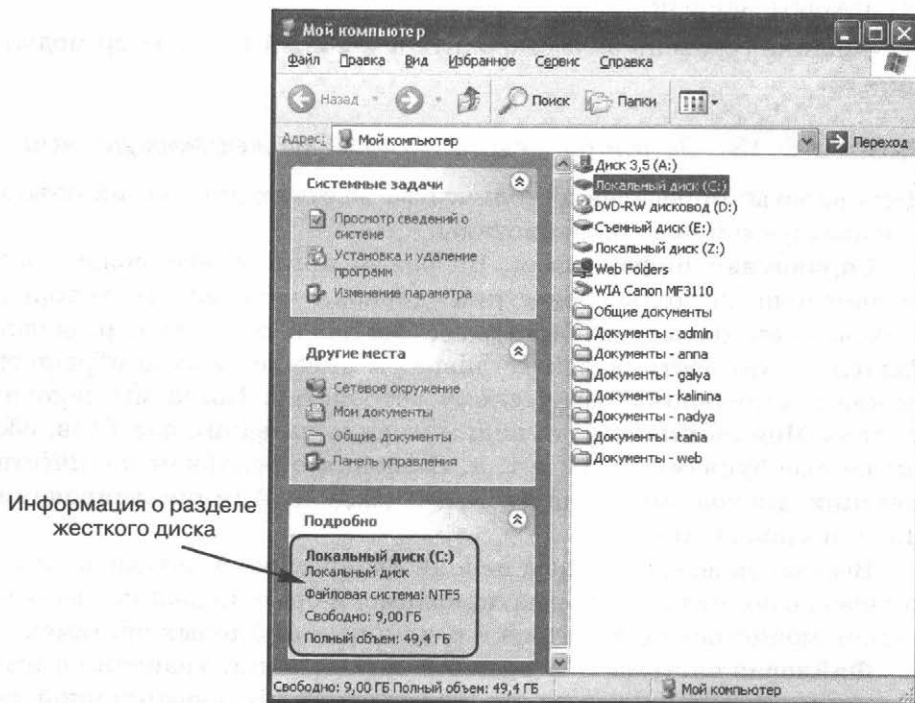 Мой компьютер
Файл Правка Вид Избранное Сервис Справка
Назад Поиск Папки
Адрес: Мой компьютер Переход
Системные задачи
Просмотр сведений о
системе
Установка и удаление
программ
Изменение параметра
Другие места
Сетевое окружение
Мои документы
Общие документы
Панель управления
Подробно
Локальный диск (C:)
Локальный диск
Файловая система: NTFS
Свободно: 9,00 ГБ
Полный объем: 49,4 ГБ
Диск 3,5 (A:)
Локальный диск (C:)
DVD-RW дисковод (D:)
Съемный диск (E:)
Локальный диск (Z:)
Web Folders
WIA Canon MF3110
Общие документы
Документы - admin
Документы - anna
Документы - galya
Документы - kalinina
Документы - nadya
Документы - tania
Документы - web
Информация о разделе
жесткого диска
Свободно: 9,00 ГБ Полный объем: 49,4 ГБ Мой компьютер